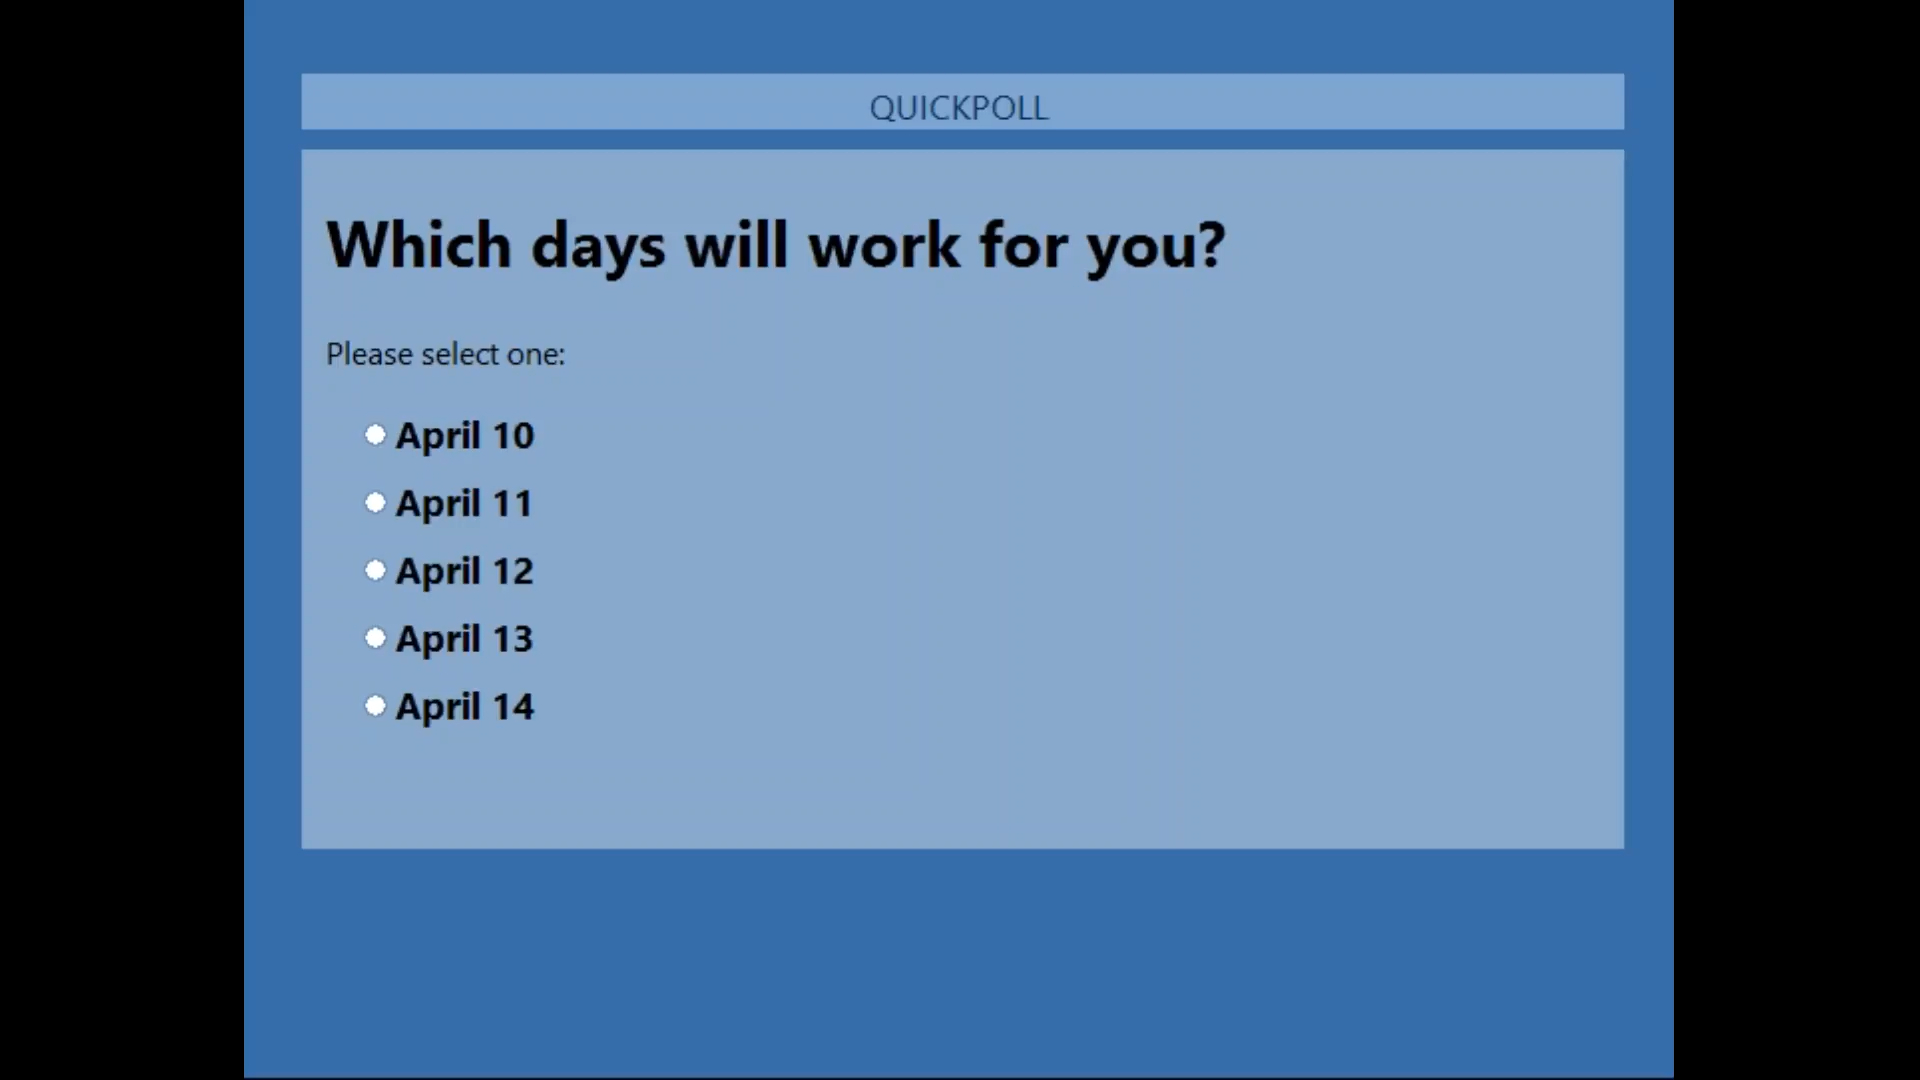 QUICKPOLL
Which days will work for you?
Please select one:
April 10
April 11
April 12
April 13
April 14